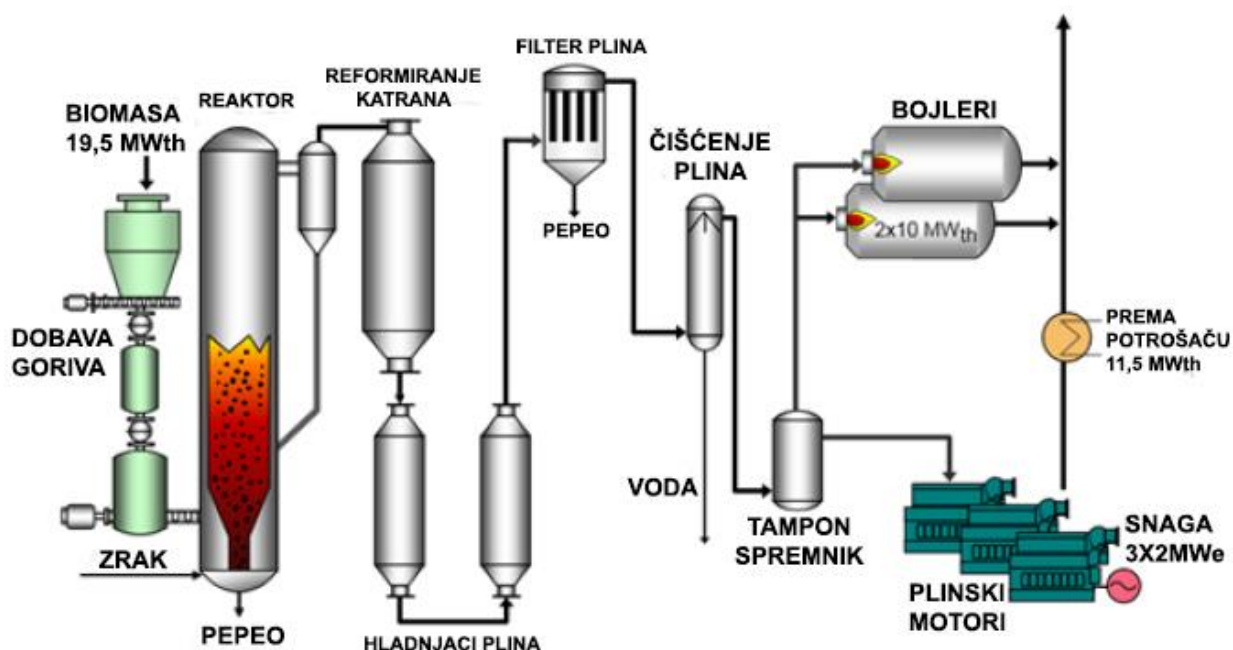 BIOMASA
19,5 MWth
REAKTOR
REFORMIRANJE
KATRANA
FILTER PLINA
PEPEO
ČIŠĆENJE
PLINA
BOJLERI
2x10 MWth
DOBAVA
GORIVA
ZRAK
PEPEO
HLADNJACI PLINA
VODA
TAMPON
SPREMNIK
PREMA
POTROŠAČU
11,5 MWth
SNAGA
3X2MWe
PLINSKI
MOTORI